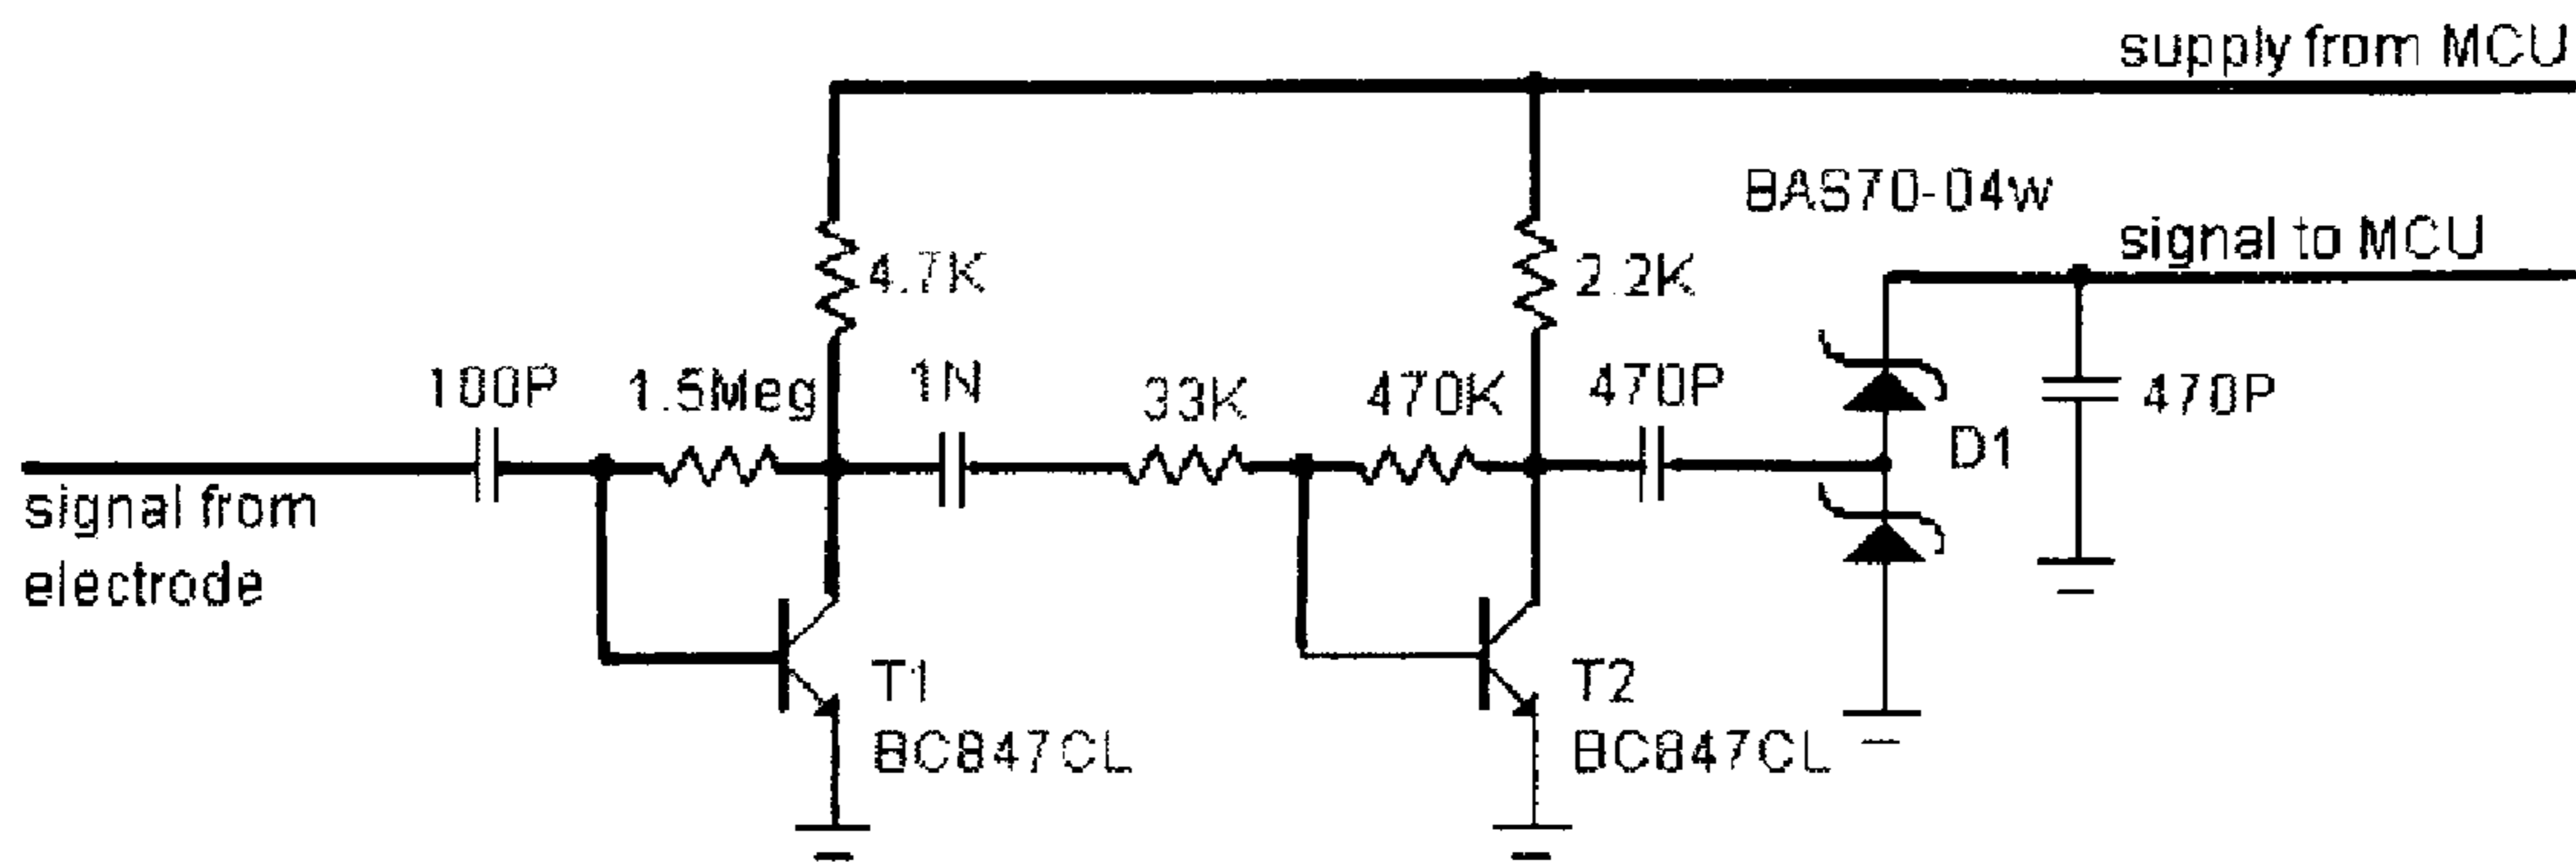 supply from MCU
BAS70-04w
signal to MCU
4.7K
2.2K
100P
1.5Meg
1N
33K
470K
470P
470P
D1
signal from
electrode
T1
BC847CL
T2
BC847CL